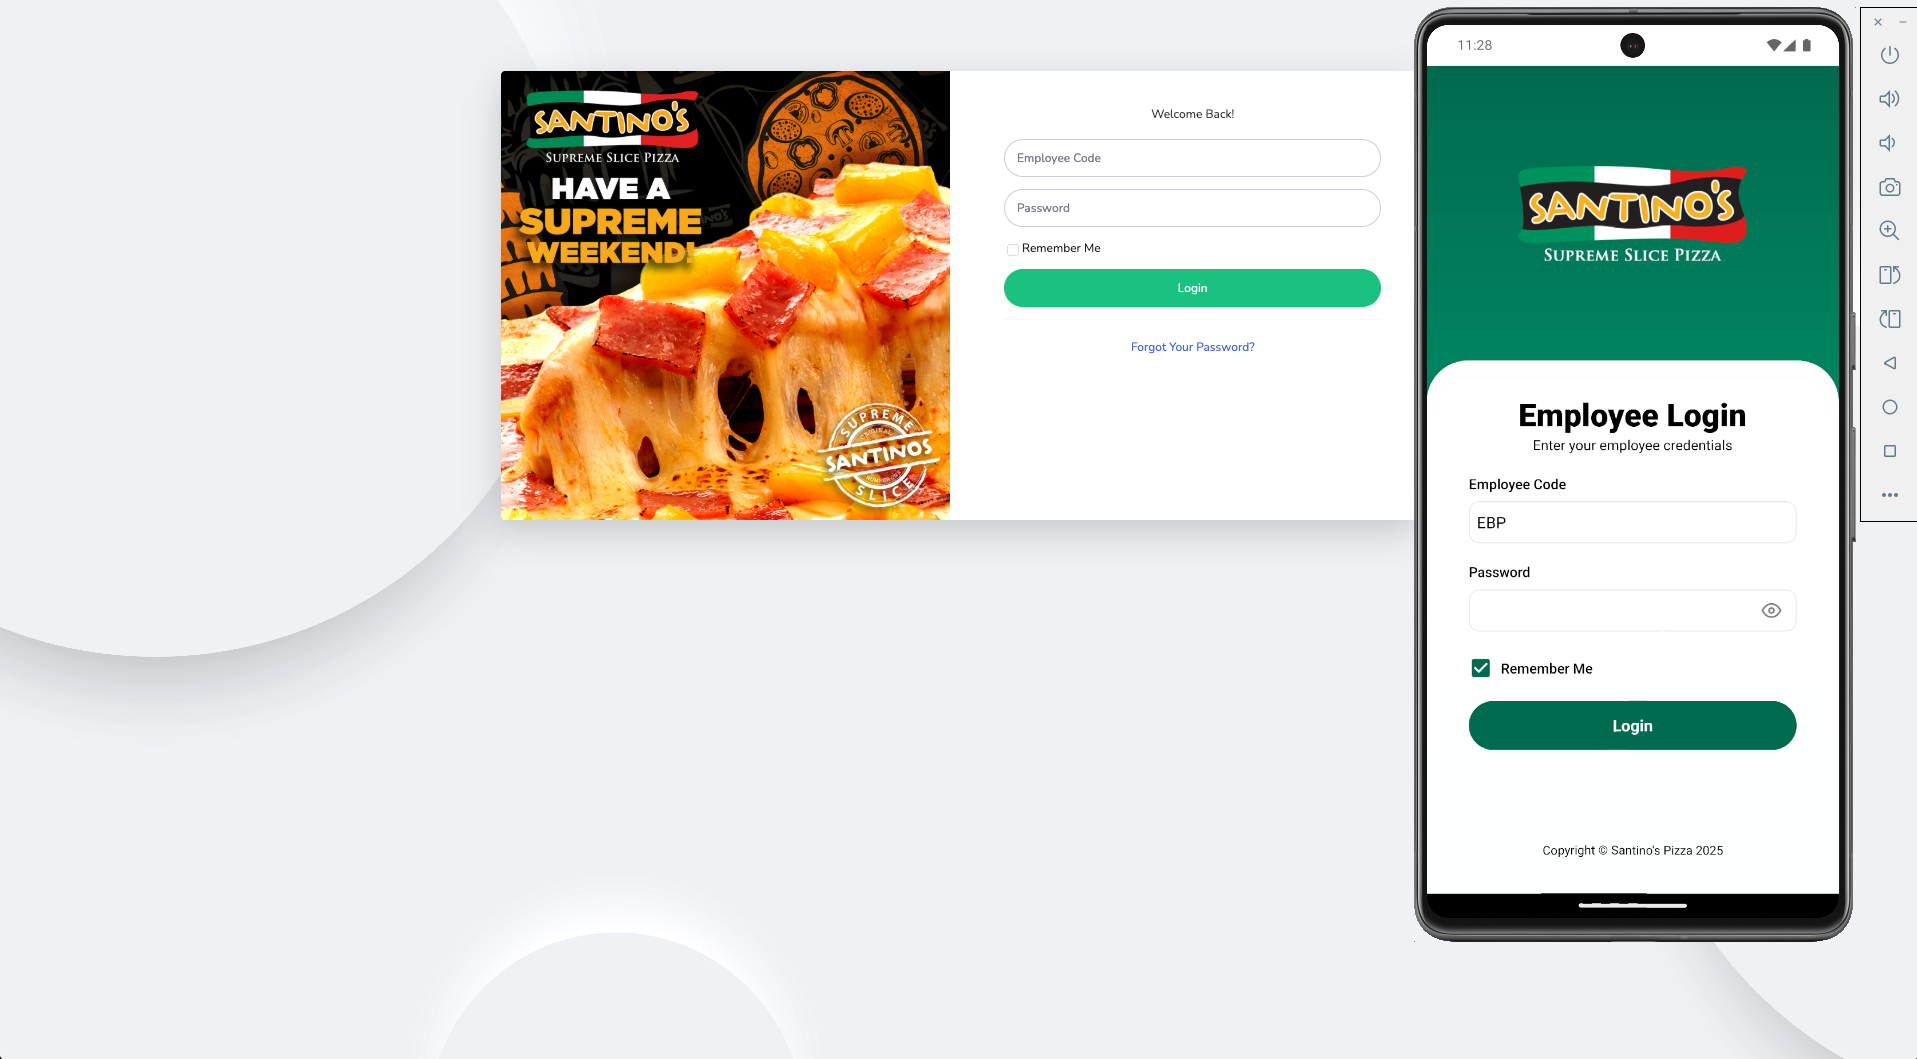 SANTINO'S
SUPREME SLICE PIZZA
HAVE A
SUPREME
WEEKEND!
SUPREME
ORIGINAL
SANTINOS
SLICE
Welcome Back!
Employee Code
Password
Remember Me
Login
Forgot Your Password?
11:28
SANTINO'S
SUPREME SLICE PIZZA
Employee Login
Enter your employee credentials
Employee Code
EBP
Password
Remember Me
Login
Copyright © Santino's Pizza 2025